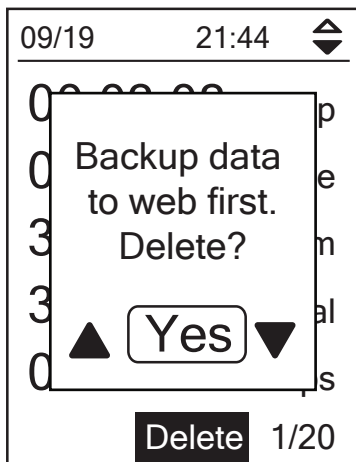 09/19 21:44
Backup data
to web first.
Delete?
Yes
Delete 1/20